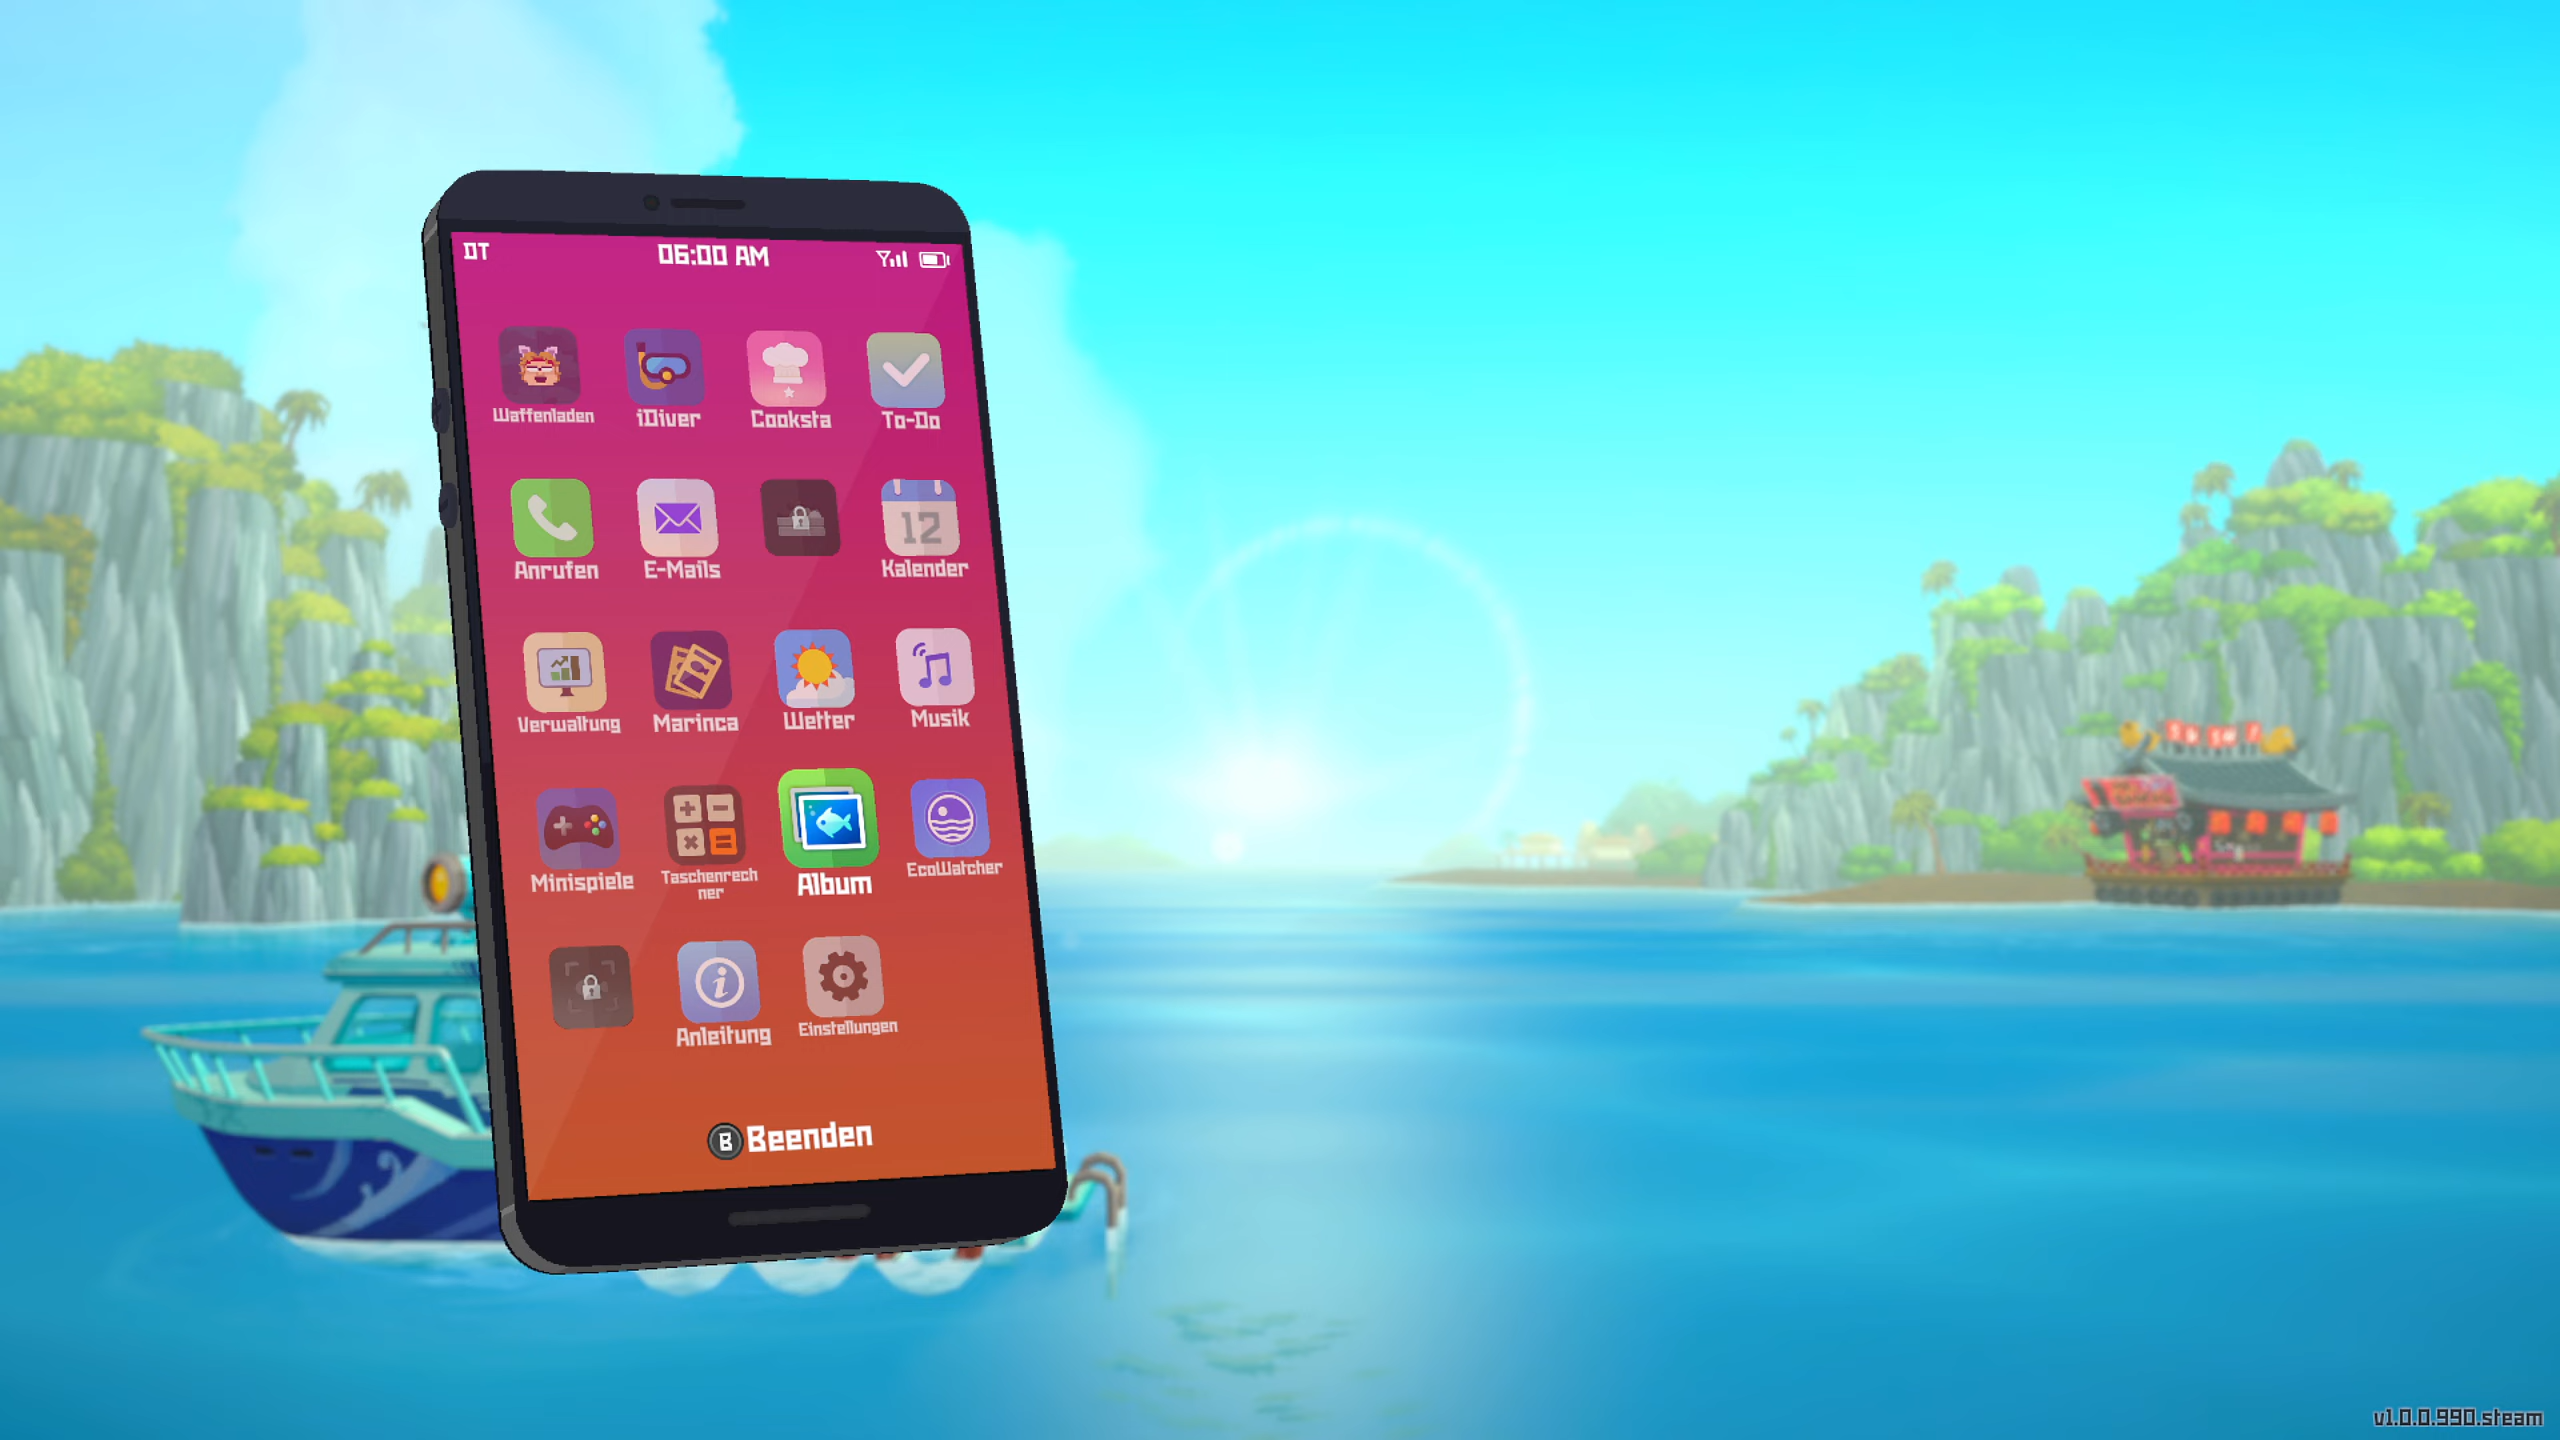 DT
06:00 AM
Waffenladen
iDiver
Cooksta
To-Do
Anrufen
E-Mails
12
Kalender
Verwaltung
Marinca
Wetter
Musik
Minispiele
Taschenrech
ner
Album
EcoWatcher
Anleitung
Einstellungen
B Beenden
v1.0.0.990.steam